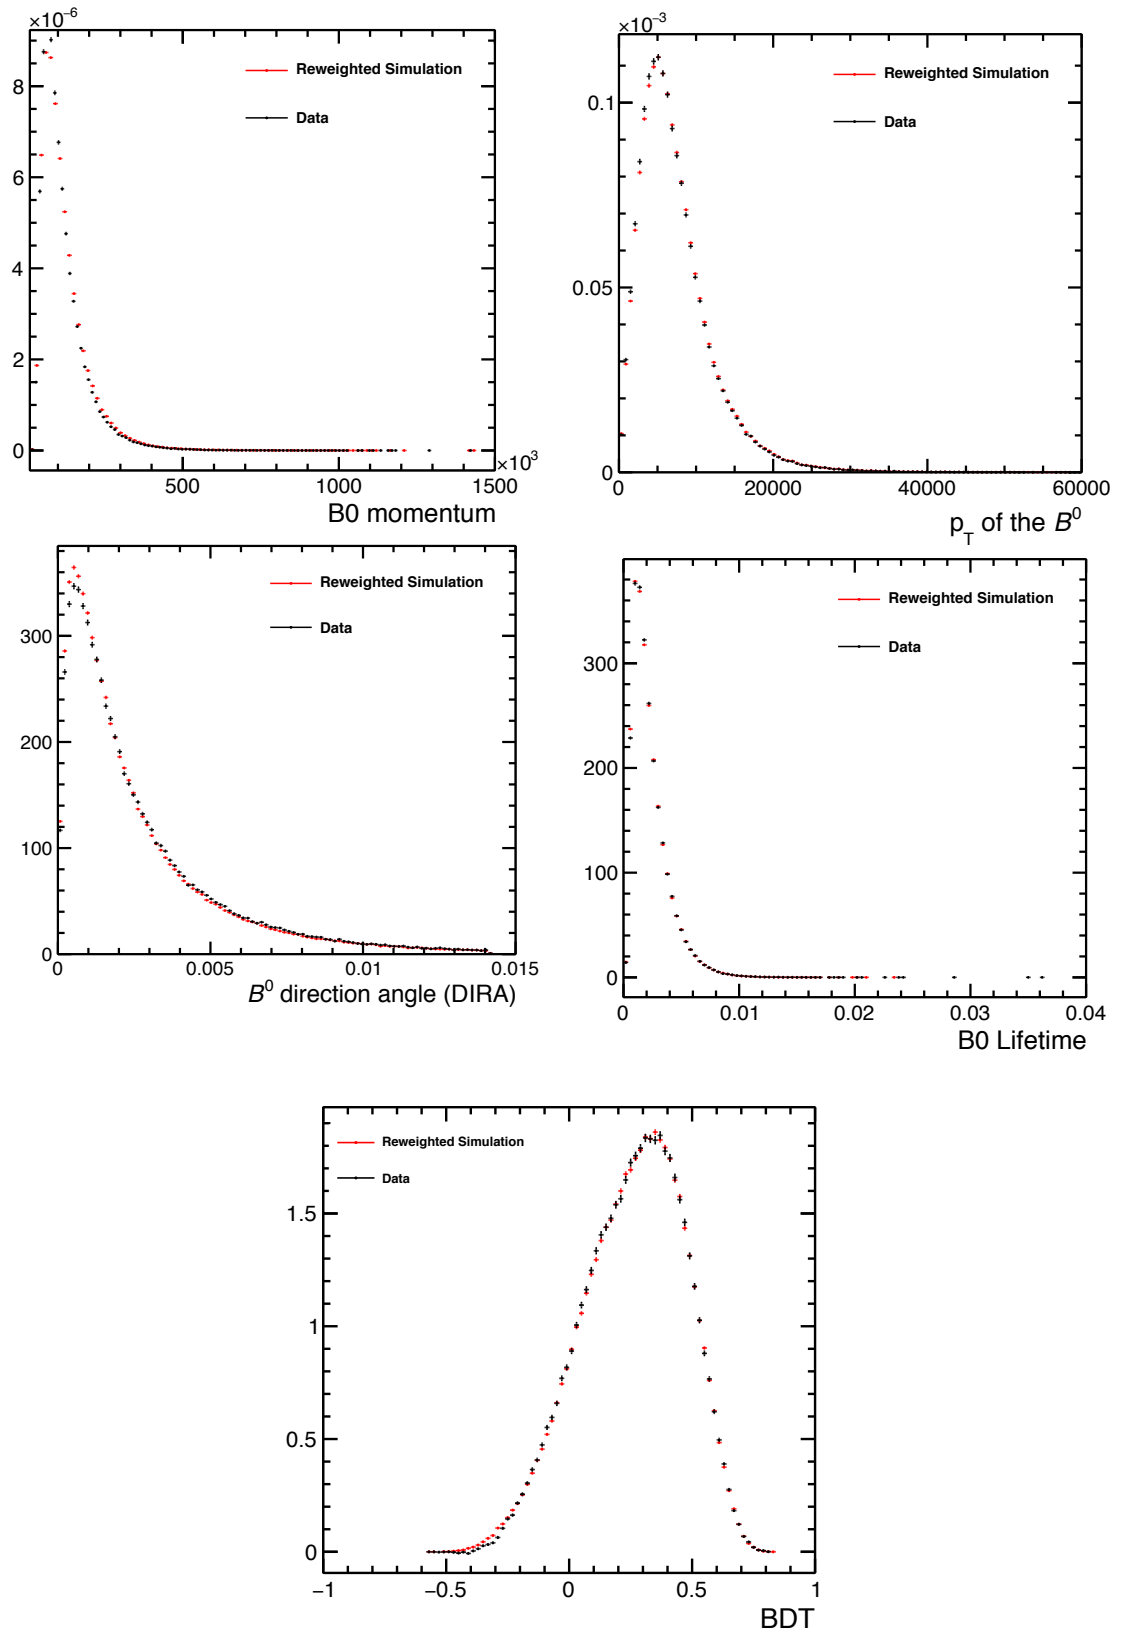 ×10−6
8
6
4
2
0
Reweighted Simulation
Data
500 1000 1500
×10³
B0 momentum
×10−3
0.1
0.05
0
Reweighted Simulation
Data
0 20000 40000 60000
pT of the B⁰
300
200
100
0
Reweighted Simulation
Data
0 0.005 0.01 0.015
B⁰ direction angle (DIRA)
300
200
100
0
Reweighted Simulation
Data
0 0.01 0.02 0.03 0.04
B0 Lifetime
1.5
1
0.5
0
Reweighted Simulation
Data
−1 −0.5 0 0.5 1
BDT